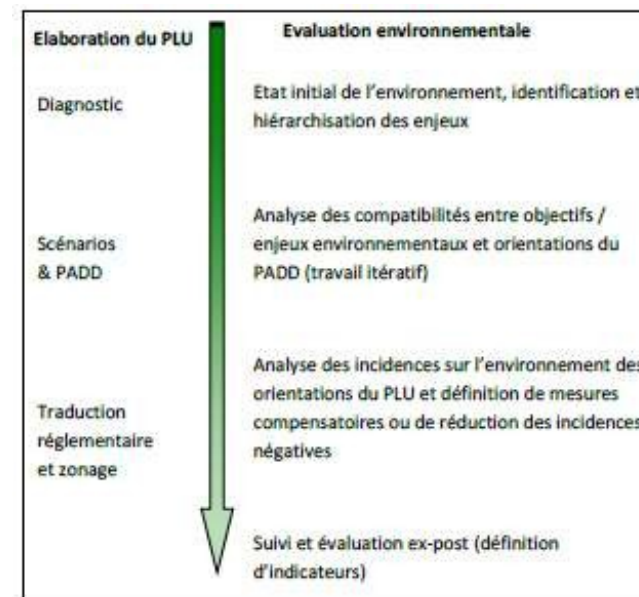 Elaboration du PLU
Evaluation environnementale
Diagnostic
Etat initial de l'environnement, identification et
hiérarchisation des enjeux
Scénarios
& PADD
Analyse des compatibilités entre objectifs /
enjeux environnementaux et orientations du
PADD (travail itératif)
Traduction
réglementaire
et zonage
Analyse des incidences sur l'environnement des
orientations du PLU et définition de mesures
compensatoires ou de réduction des incidences
négatives
Suivi et évaluation ex-post (définition
d'indicateurs)